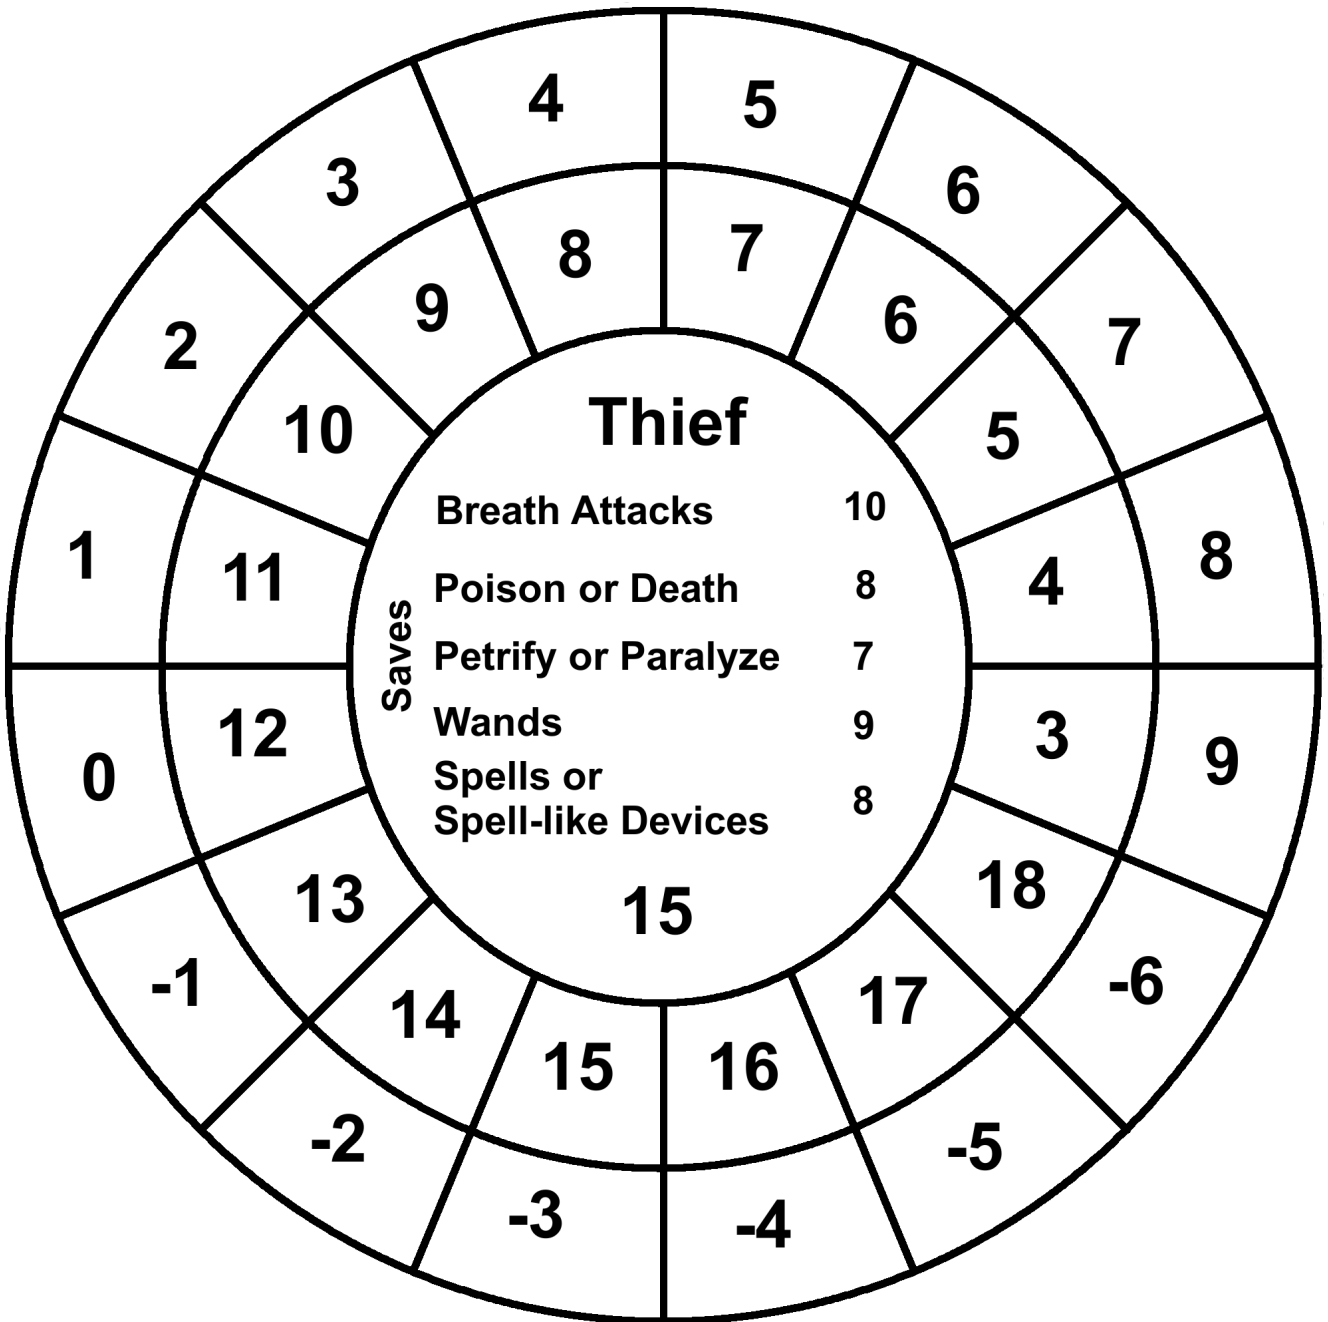 4 5
3 6
2 7
1 8
0 9
-1 -6
-2 -5
-3 -4
8 7
9 6
10 5
11 4
12 3
13 18
14 17
15 16
Thief
Saves
Breath Attacks 10
Poison or Death 8
Petrify or Paralyze 7
Wands 9
Spells or
Spell-like Devices 8
15